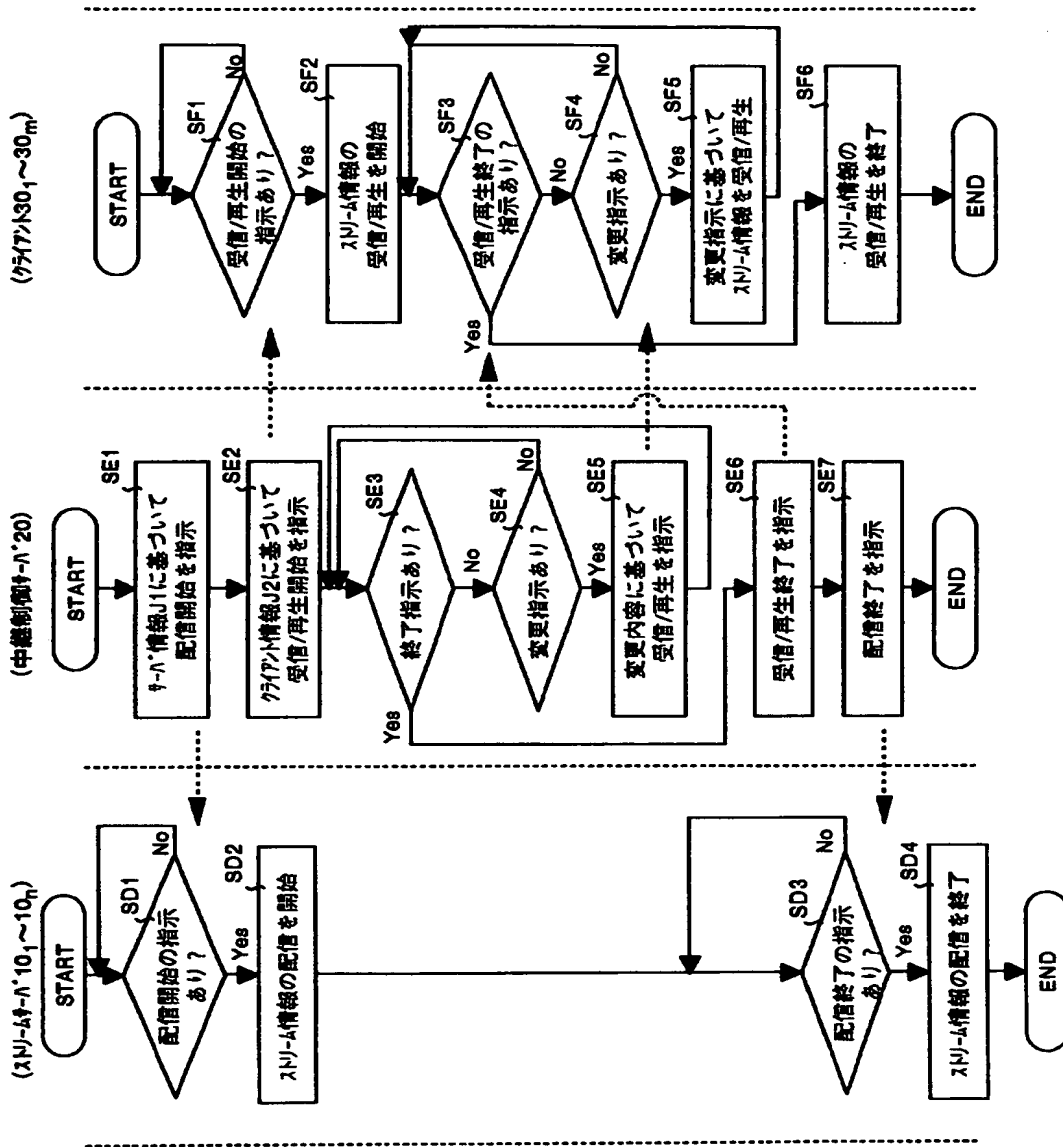 (ストリームサーバ10₁~10ₙ)
START
SD1
配信開始の指示
あり?
No
Yes
SD2
ストリーム情報の配信を開始
SD3
配信終了の指示
あり?
No
Yes
SD4
ストリーム情報の配信を終了
END
(中継制御サーバ20)
START
SE1
サーバ情報J1に基づいて
配信開始を指示
SE2
クライアント情報J2に基づいて
受信/再生開始を指示
SE3
終了指示あり?
Yes
No
SE4
変更指示あり?
No
Yes
SE5
変更内容に基づいて
受信/再生を指示
SE6
受信/再生終了を指示
SE7
配信終了を指示
END
(クライアント30₁~30ₘ)
START
SF1
受信/再生開始の
指示あり?
No
Yes
SF2
ストリーム情報の
受信/再生を開始
SF3
受信/再生終了の
指示あり?
Yes
No
SF4
変更指示あり?
No
Yes
SF5
変更指示に基づいて
ストリーム情報を受信/再生
SF6
ストリーム情報の
受信/再生を終了
END